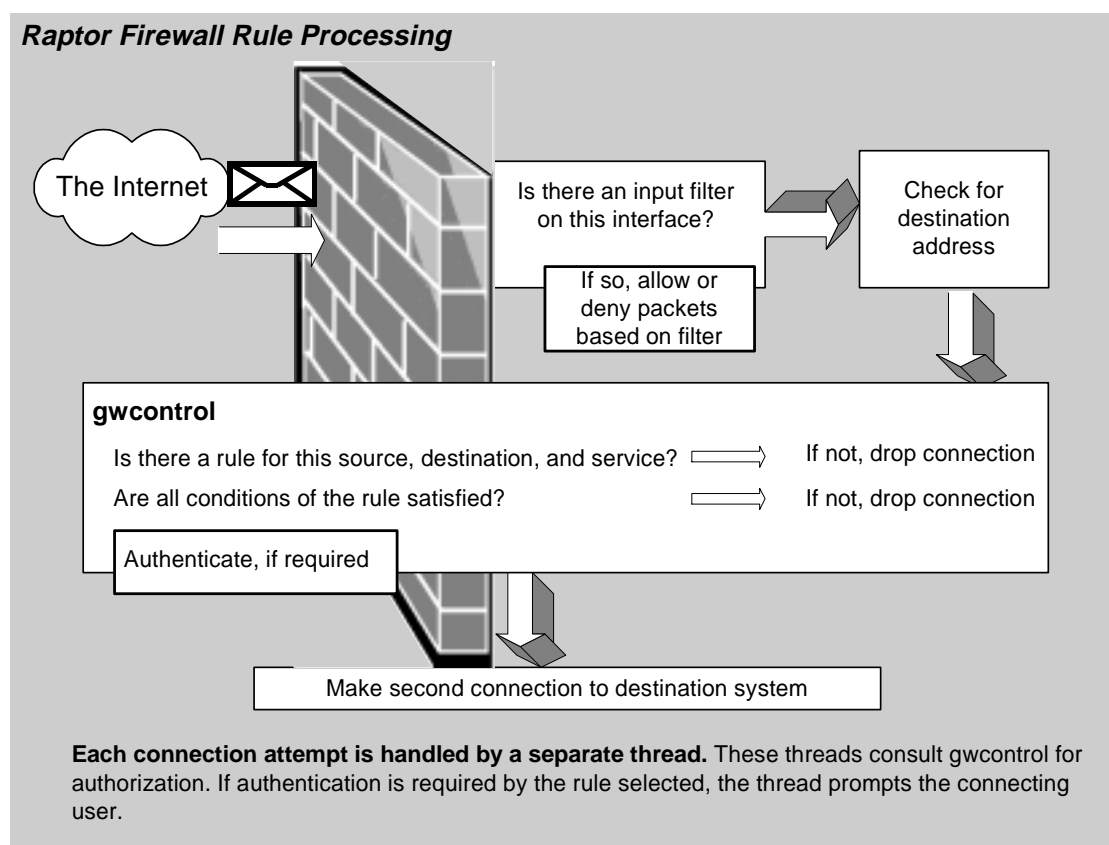 Raptor Firewall Rule Processing
The Internet
Is there an input filter
on this interface?
If so, allow or
deny packets
based on filter
Check for
destination
address
gwcontrol
Is there a rule for this source, destination, and service?
If not, drop connection
Are all conditions of the rule satisfied?
If not, drop connection
Authenticate, if required
Make second connection to destination system
Each connection attempt is handled by a separate thread. These threads consult gwcontrol for
authorization. If authentication is required by the rule selected, the thread prompts the connecting
user.